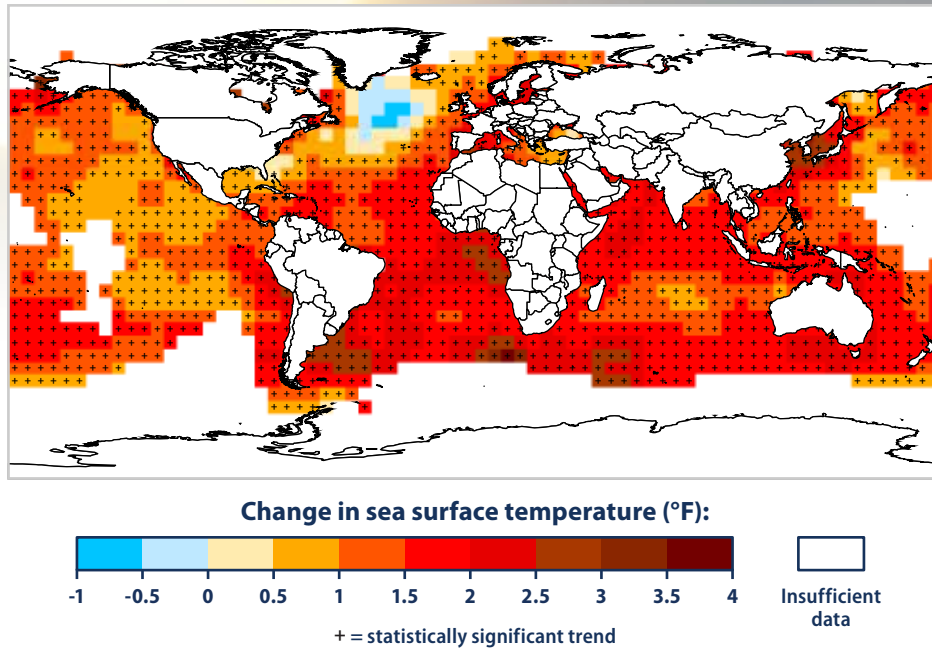 Change in sea surface temperature (°F):
-1 -0.5 0 0.5 1 1.5 2 2.5 3 3.5 4
Insufficient
data
+ = statistically significant trend